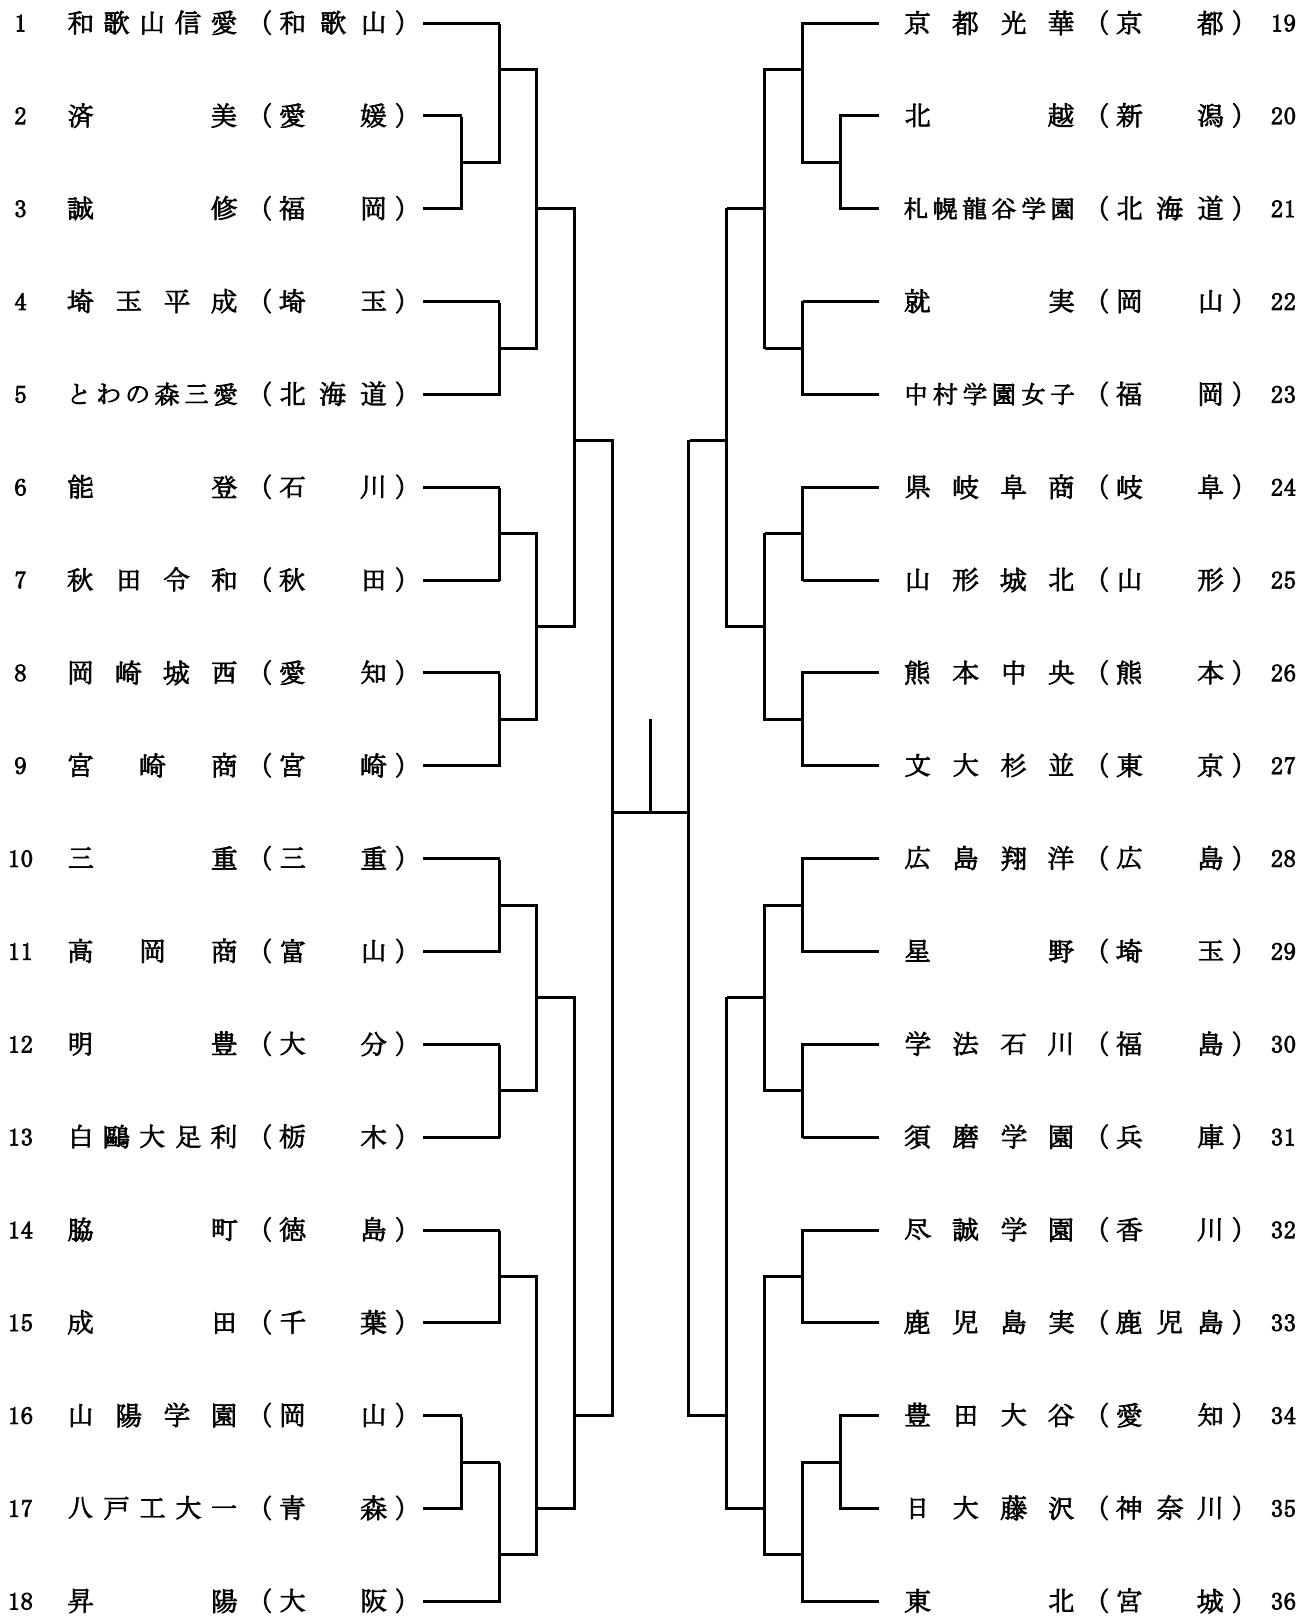 1 和歌山信愛 (和歌山)
2 済美 (愛媛)
3 誠修 (福岡)
4 埼玉平成 (埼玉)
5 とわの森三愛 (北海道)
6 能登 (石川)
7 秋田令和 (秋田)
8 岡崎城西 (愛知)
9 宮崎商 (宮崎)
10 三重 (三重)
11 高岡商 (富山)
12 明豊 (大分)
13 白鷗大足利 (栃木)
14 脇町 (徳島)
15 成田 (千葉)
16 山陽学園 (岡山)
17 八戸工大一 (青森)
18 昇陽 (大阪)
京都光華 (京都) 19
北越 (新潟) 20
札幌龍谷学園 (北海道) 21
就実 (岡山) 22
中村学園女子 (福岡) 23
県岐阜商 (岐阜) 24
山形城北 (山形) 25
熊本中央 (熊本) 26
文大杉並 (東京) 27
広島翔洋 (広島) 28
星野 (埼玉) 29
学法石川 (福島) 30
須磨学園 (兵庫) 31
尽誠学園 (香川) 32
鹿児島実 (鹿児島) 33
豊田大谷 (愛知) 34
日大藤沢 (神奈川) 35
東北 (宮城) 36